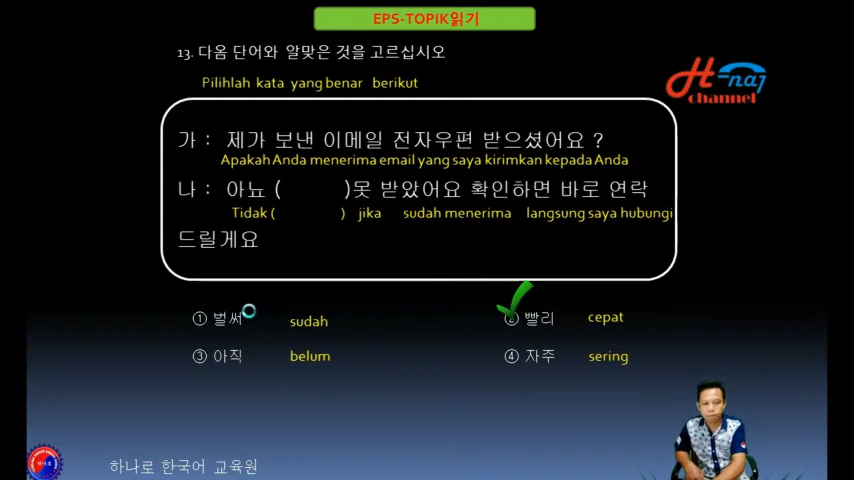 EPS-TOPIK읽기
13. 다옴 단어와 알맞은 것을 고르십시오
Pilihlah kata yang benar berikut
H-naj
channel
가 : 제가 보낸 이메일 전자우편 받으셨어요 ?
Apakah Anda menerima email yang saya kirimkan kepada Anda
나 : 아뇨 ( )못 받았어요 확인하면 바로 연락
Tidak ( ) jika sudah menerima langsung saya hubungi
드릴게요
① 벌써 sudah ② 빨리 cepat
③ 아직 belum ④ 자주 sering
하나로 한국어 교육원